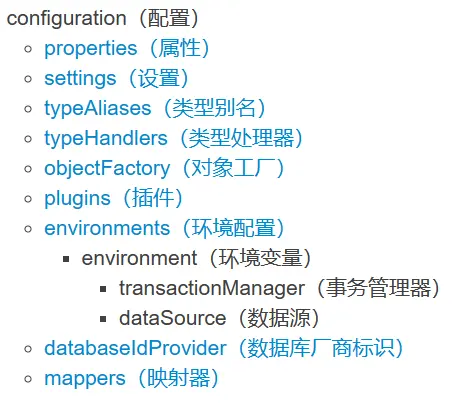 configuration（配置）
properties（属性）
settings（设置）
typeAliases（类型别名）
typeHandlers（类型处理器）
objectFactory（对象工厂）
plugins（插件）
environments（环境配置）
environment（环境变量）
transactionManager（事务管理器）
dataSource（数据源）
databaseIdProvider（数据库厂商标识）
mappers（映射器）